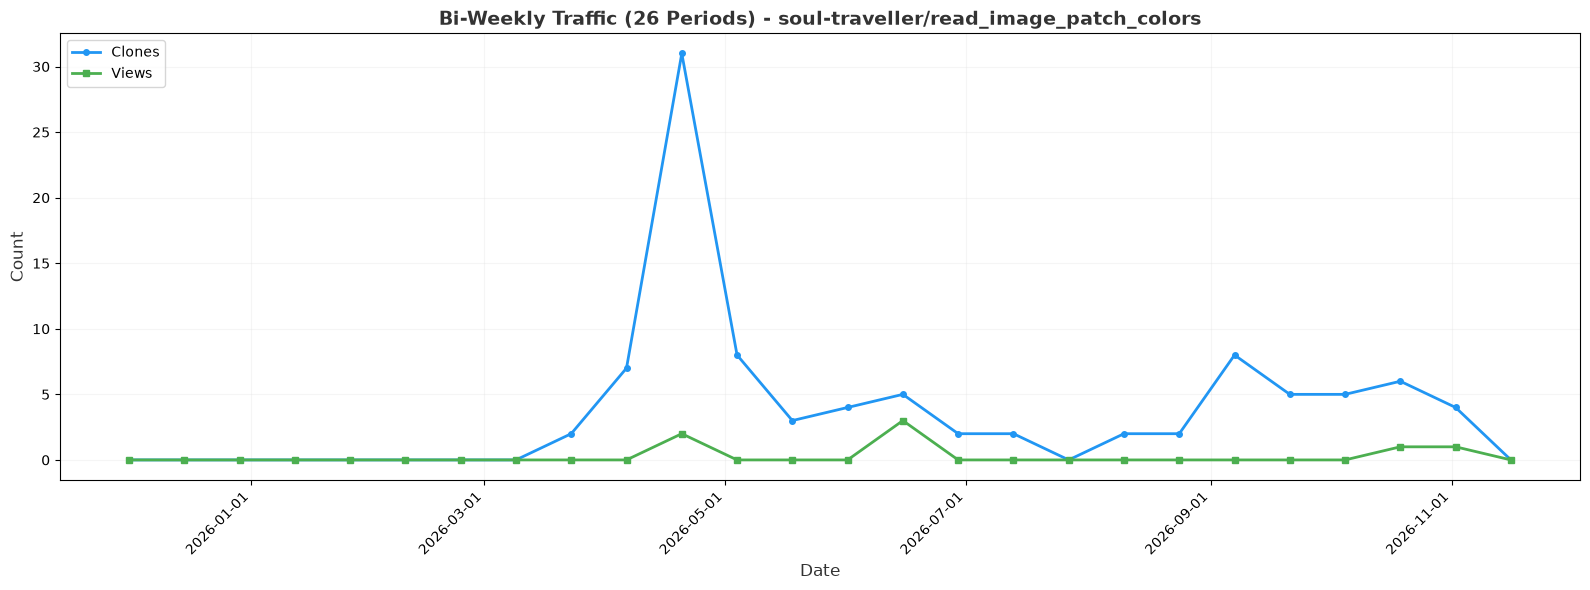 Bi-Weekly Traffic (26 Periods) - soul-traveller/read_image_patch_colors
Clones
Views
Count
30
25
20
15
10
5
0
2026-01-01
2026-03-01
2026-05-01
2026-07-01
2026-09-01
2026-11-01
Date